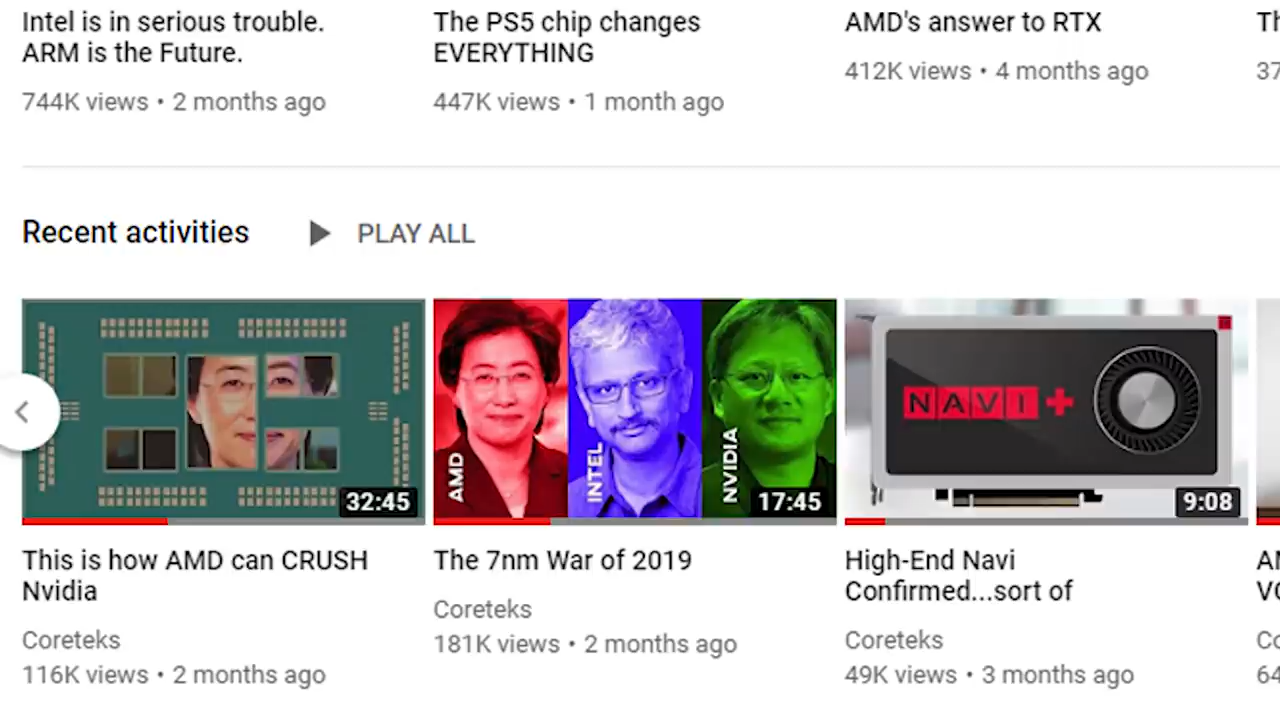 Intel is in serious trouble.
ARM is the Future.
744K views • 2 months ago
The PS5 chip changes
EVERYTHING
447K views • 1 month ago
AMD's answer to RTX
412K views • 4 months ago
37
Recent activities
PLAY ALL
32:45
This is how AMD can CRUSH
Nvidia
Coreteks
116K views • 2 months ago
AMD
INTEL
NVIDIA
17:45
The 7nm War of 2019
Coreteks
181K views • 2 months ago
NAVI+
9:08
High-End Navi
Confirmed...sort of
Coreteks
49K views • 3 months ago
64